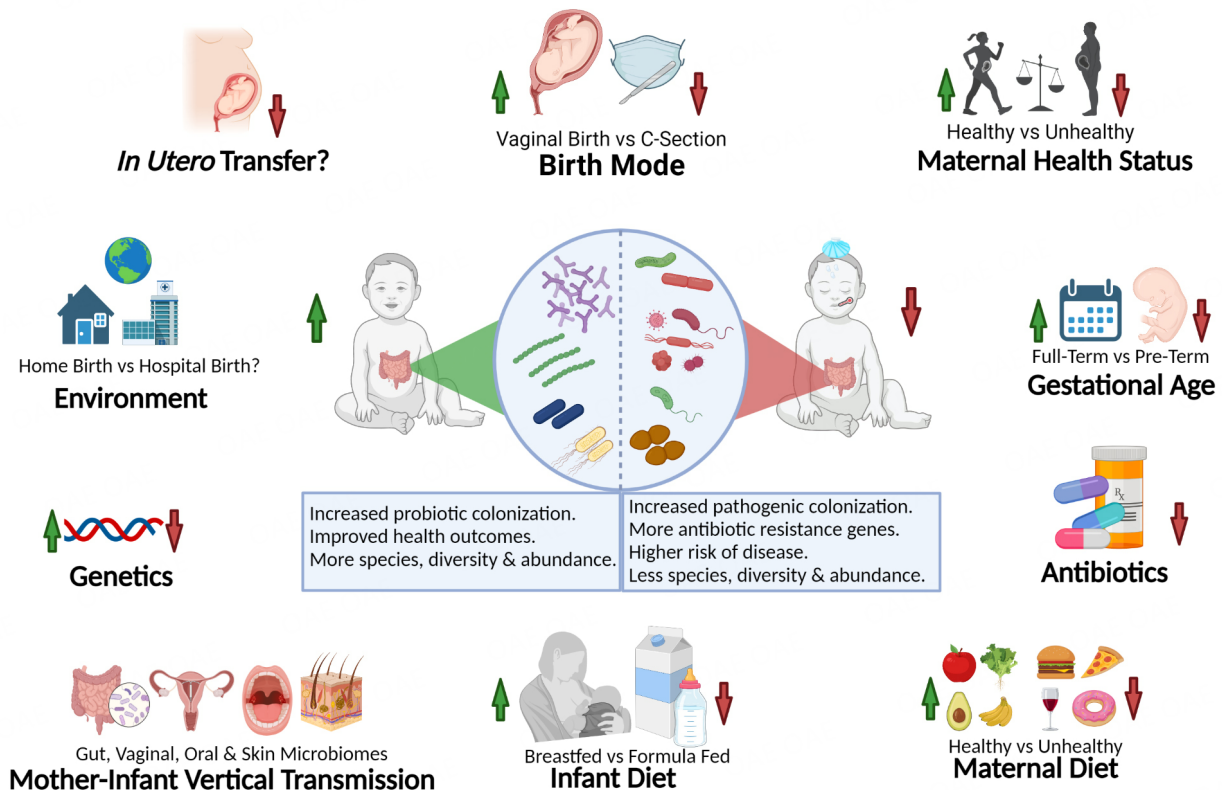 In Utero Transfer?
Vaginal Birth vs C-Section
Birth Mode
Healthy vs Unhealthy
Maternal Health Status
Home Birth vs Hospital Birth?
Environment
Full-Term vs Pre-Term
Gestational Age
Genetics
Increased probiotic colonization.
Improved health outcomes.
More species, diversity & abundance.
Increased pathogenic colonization.
More antibiotic resistance genes.
Higher risk of disease.
Less species, diversity & abundance.
Rx
Antibiotics
Gut, Vaginal, Oral & Skin Microbiomes
Mother-Infant Vertical Transmission
Breastfed vs Formula Fed
Infant Diet
Healthy vs Unhealthy
Maternal Diet